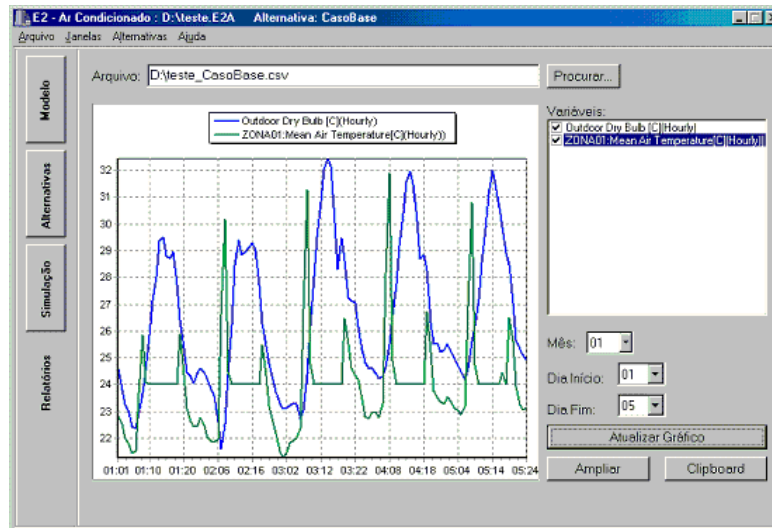 E2 - Ar Condicionado : D:\teste.E2A Alternativa: CasoBase
Arquivo Janelas Alternativas Ajuda
Modelo
Alternativas
Simulação
Relatórios
Arquivo: D:\teste_CasoBase.csv Procurar...
Outdoor Dry Bulb [C](Hourly)
ZONA01:Mean Air Temperature[C](Hourly))
32
31
30
29
28
27
26
25
24
23
22
01:01 01:10 01:20 02:06 02:16 03:02 03:12 03:22 04:08 04:18 05:04 05:14 05:24
Variáveis:
Outdoor Dry Bulb [C](Hourly)
ZONA01:Mean Air Temperature[C](Hourly))
Mês: 01
Dia Início: 01
Dia Fim: 05
Atualizar Gráfico
Ampliar Clipboard